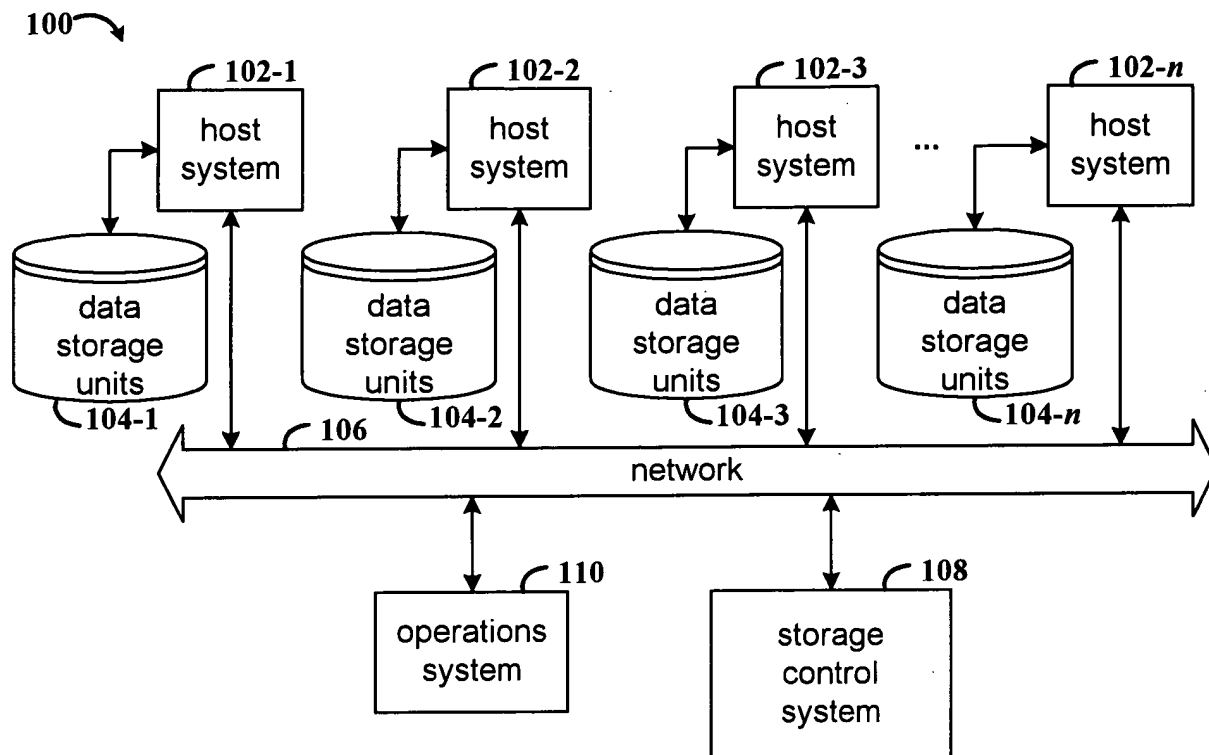 100
102-1
102-2
102-3
102-n
host
system
host
system
host
system
...
host
system
data
storage
units
data
storage
units
data
storage
units
data
storage
units
104-1
104-2
104-3
104-n
106
network
110
108
operations
system
storage
control
system